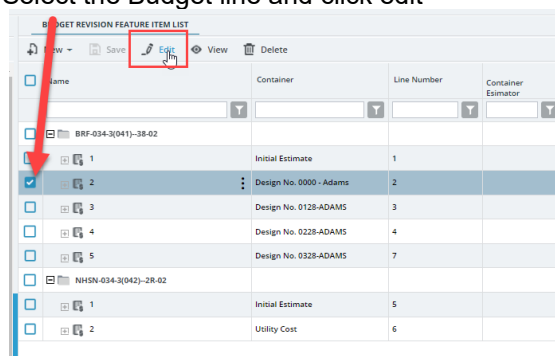 Select the Budget line and click edit
BUDGET REVISION FEATURE ITEM LIST
New Save Edit View Delete
Name Container Line Number Container Esimator
BRF-034-3(041)--38-02
1 Initial Estimate 1
2 Design No. 0000 - Adams 2
3 Design No. 0128-ADAMS 3
4 Design No. 0228-ADAMS 4
5 Design No. 0328-ADAMS 7
NHSN-034-3(042)--2R-02
1 Initial Estimate 5
2 Utility Cost 6